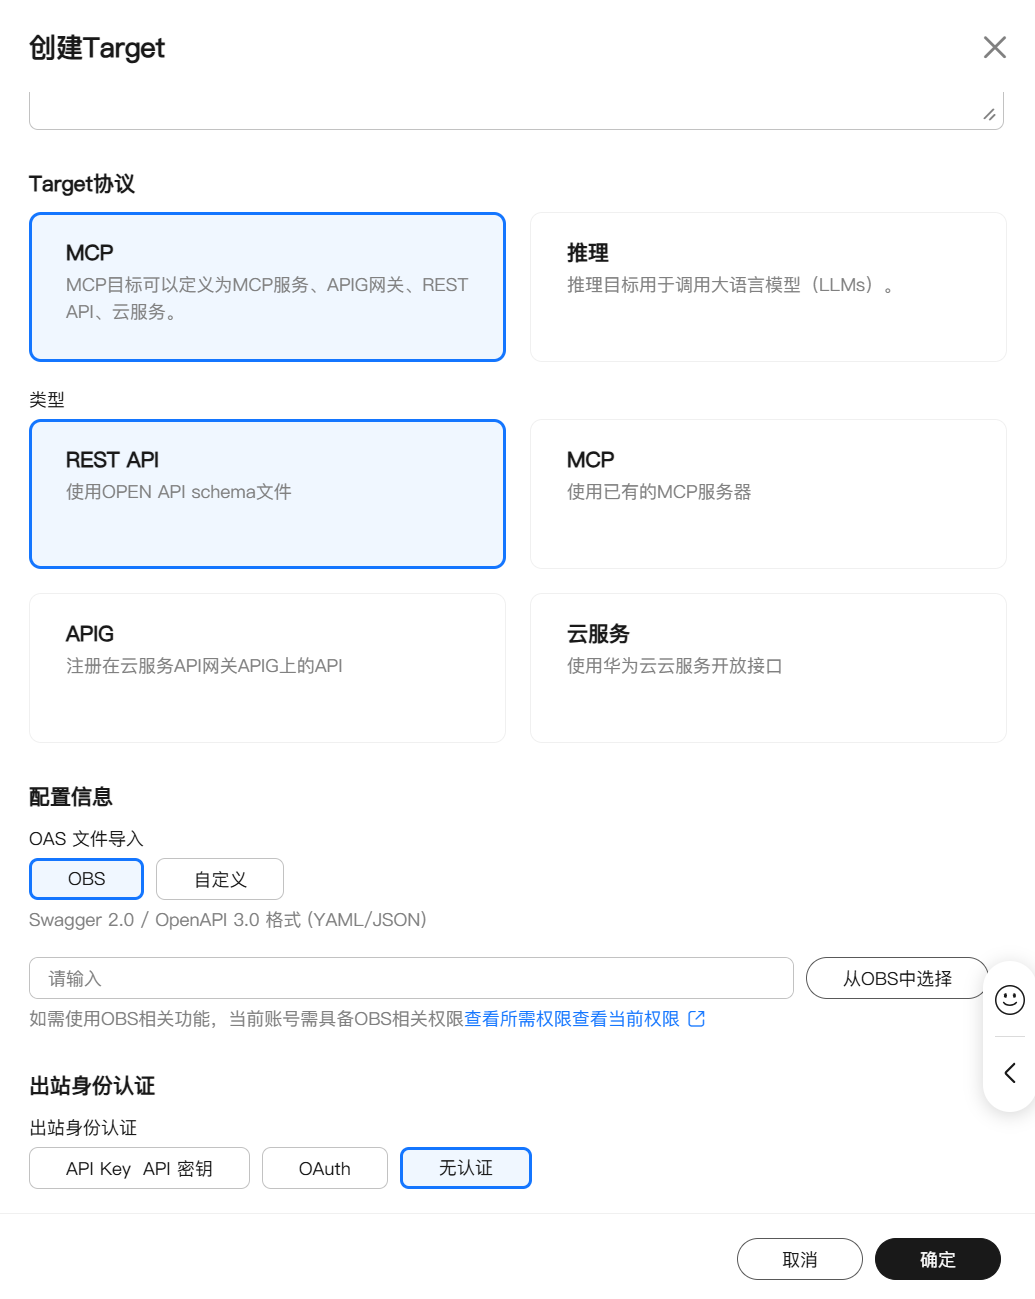 创建Target
Target协议
MCP
MCP目标可以定义为MCP服务、APIG网关、REST
API、云服务。
推理
推理目标用于调用大语言模型（LLMs）。
类型
REST API
使用OPEN API schema文件
MCP
使用已有的MCP服务器
APIG
注册在云服务API网关APIG上的API
云服务
使用华为云云服务开放接口
配置信息
OAS 文件导入
OBS
自定义
Swagger 2.0 / OpenAPI 3.0 格式 (YAML/JSON)
请输入
从OBS中选择
如需使用OBS相关功能，当前账号需具备OBS相关权限查看所需权限查看当前权限
出站身份认证
出站身份认证
API Key API 密钥
OAuth
无认证
取消
确定